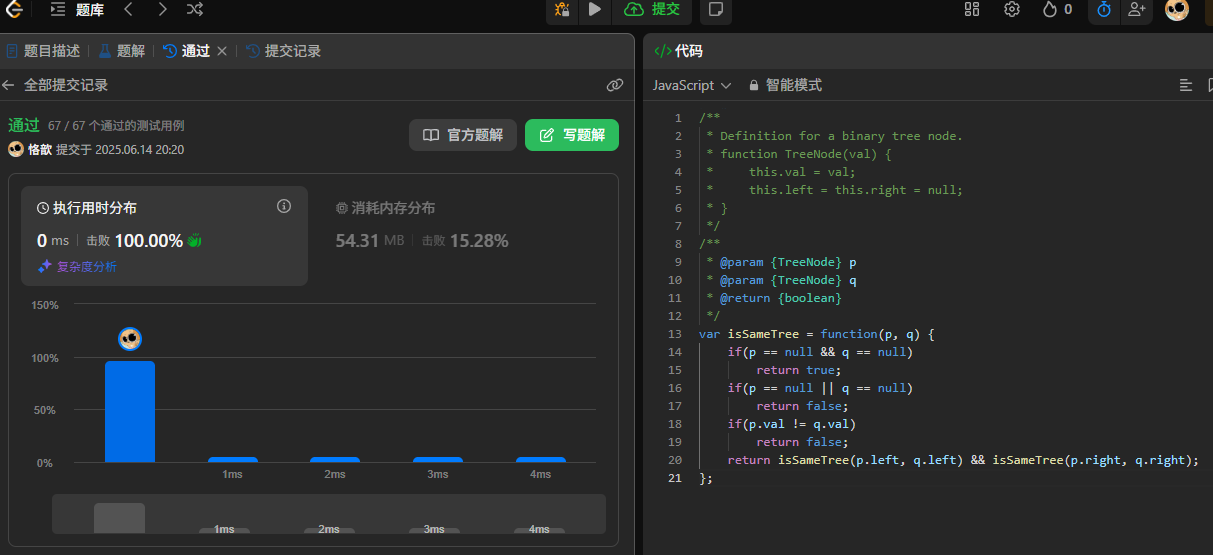 题库
提交
0
题目描述
题解
通过
提交记录
全部提交记录
通过 67 / 67 个通过的测试用例
恪歆 提交于 2025.06.14 20:20
官方题解
写题解
执行用时分布
0 ms 击败 100.00%
复杂度分析
消耗内存分布
54.31 MB 击败 15.28%
150%
100%
50%
0%
1ms 2ms 3ms 4ms
1ms 2ms 3ms 4ms
</>代码
JavaScript 智能模式
1 /**
2  * Definition for a binary tree node.
3  * function TreeNode(val) {
4  *     this.val = val;
5  *     this.left = this.right = null;
6  * }
7  */
8 /**
9  * @param {TreeNode} p
10  * @param {TreeNode} q
11  * @return {boolean}
12  */
13 var isSameTree = function(p, q) {
14     if(p == null && q == null)
15         return true;
16     if(p == null || q == null)
17         return false;
18     if(p.val != q.val)
19         return false;
20     return isSameTree(p.left, q.left) && isSameTree(p.right, q.right);
21 };